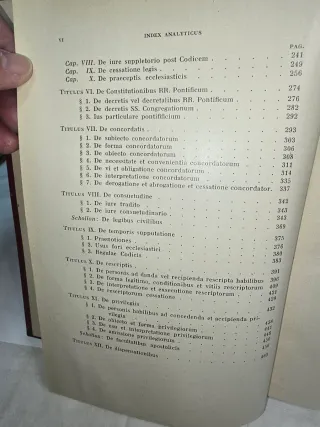 VI INDEX ANALYTICUS
PAG.
Cap. VIII. De iure suppletorio post Codicem 241
Cap. IX. De cessatione legis 249
Cap. X. De praeceptis ecclesiasticis 256
TITULUS VI. De Constitutionibus RR. Pontificum 274
§ 1. De decretis vel decretalibus RR. Pontificum 276
§ 2. De decretis SS. Congregationum 282
§ 3. Ius particulare pontificium 292
TITULUS VII. De concordatis 293
§ 1. De subiecto concordatorum 303
§ 2. De forma concordatorum 306
§ 3. De obiecto concordatorum 308
§ 4. De necessitate et convenientia concordatorum 311
§ 5. De vi et obligatione concordatorum 314
§ 6. De interpretatione concordatorum 335
§ 7. De derogatione et abrogatione et cessatione concordator. 337
TITULUS VIII. De consuetudine 342
§ 1. De iure tradito 343
§ 2. De iure consuetudinario
Scholion: De legibus civilibus 369
TITULUS IX. De temporis supputatione 375
§ 1. Praenotiones
§ 2. Usus fori ecclesiastici
§ 3. Regulae Codicis
TITULUS X. De rescriptis 383
§ 1. De personis ad danda vel recipienda rescripta habilibus
§ 2. De forma legitima, conditionibus et vitiis rescriptorum
§ 3. De interpretatione et executione rescriptorum
§ 4. De rescriptorum cessatione
TITULUS XI. De privilegiis
§ 1. De personis habilibus ad concedenda et accipienda privilegia
§ 2. De obiecto et forma privilegiorum
§ 3. De usu et interpretatione privilegiorum
§ 4. De cessatione privilegiorum
Scholion: De facultatibus apostolicis
TITULUS XII. De dispensationibus